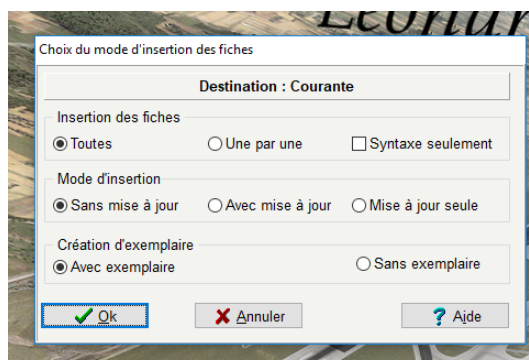 Choix du mode d'insertion des fiches
Destination : Courante
Insertion des fiches
Toutes Une par une Syntaxe seulement
Mode d'insertion
Sans mise à jour Avec mise à jour Mise à jour seule
Création d'exemplaire
Avec exemplaire Sans exemplaire
Ok Annuler Aide